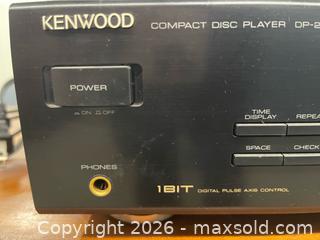 KENWOOD COMPACT DISC PLAYER DP-2
POWER
ON OFF
TIME DISPLAY REPEA
SPACE CHECK
PHONES
1BIT DIGITAL PULSE AXIS CONTROL
Copyright © 2026 - maxsold.com